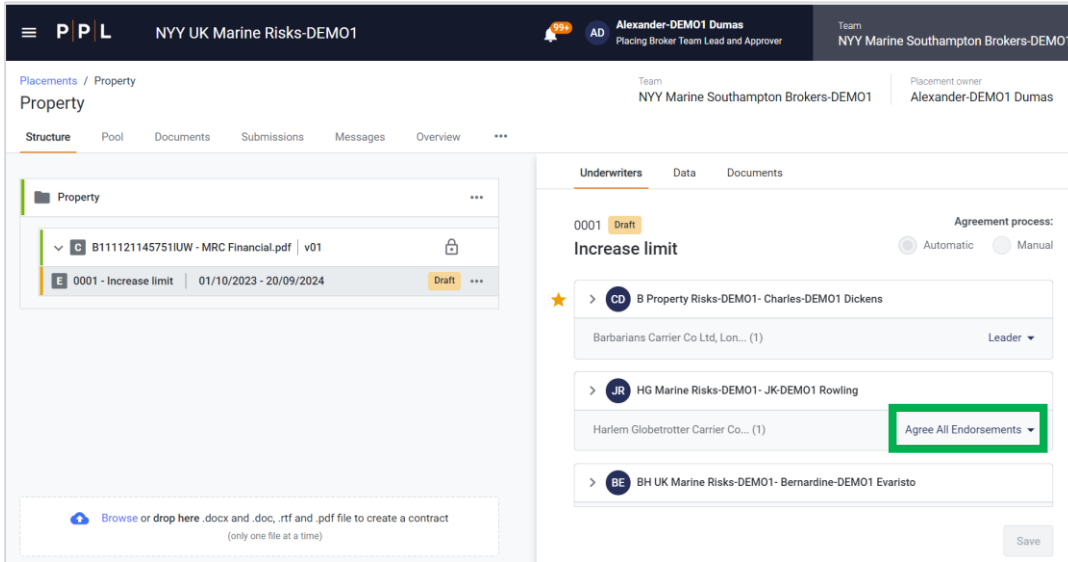 P|P|L NYY UK Marine Risks-DEMO1
99+
AD
Alexander-DEMO1 Dumas
Placing Broker Team Lead and Approver
Team
NYY Marine Southampton Brokers-DEMO1
Placements / Property
Property
Team
NYY Marine Southampton Brokers-DEMO1
Placement owner
Alexander-DEMO1 Dumas
Structure Pool Documents Submissions Messages Overview ...
Property ...
C B111121145751IUW - MRC Financial.pdf | v01
E 0001 - Increase limit | 01/10/2023 - 20/09/2024 Draft ...
Browse or drop here .docx and .doc, .rtf and .pdf file to create a contract
(only one file at a time)
Underwriters Data Documents
0001 Draft
Increase limit
Agreement process:
Automatic Manual
CD B Property Risks-DEMO1- Charles-DEMO1 Dickens
Barbarians Carrier Co Ltd, Lon... (1) Leader
JR HG Marine Risks-DEMO1- JK-DEMO1 Rowling
Harlem Globetrotter Carrier Co... (1) Agree All Endorsements
BE BH UK Marine Risks-DEMO1- Bernardine-DEMO1 Evaristo
Save